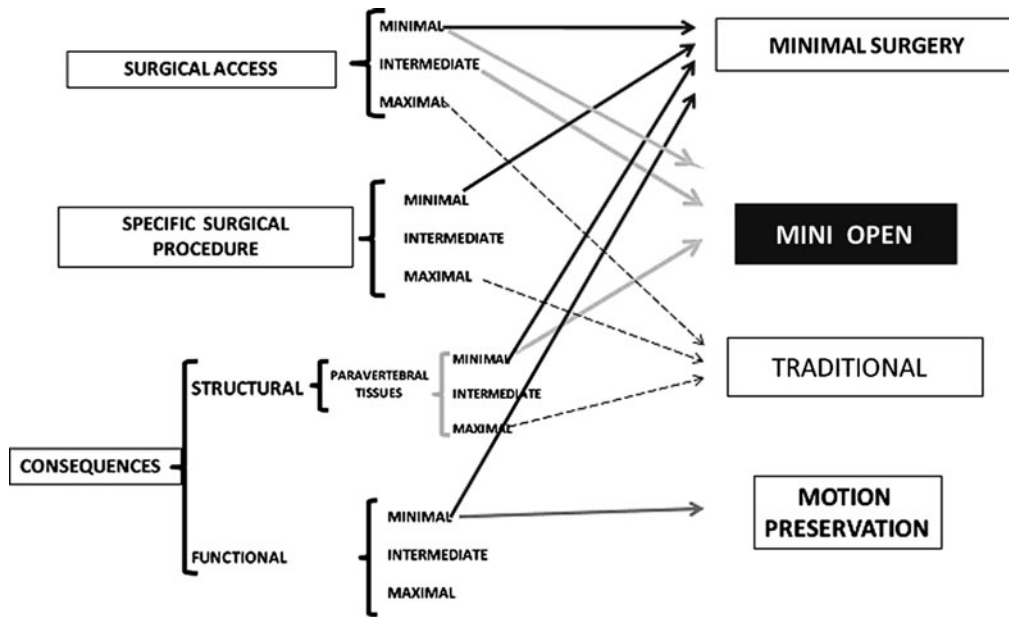 SURGICAL ACCESS
MINIMAL
INTERMEDIATE
MAXIMAL
SPECIFIC SURGICAL
PROCEDURE
MINIMAL
INTERMEDIATE
MAXIMAL
CONSEQUENCES
STRUCTURAL
PARAVERTEBRAL
TISSUES
MINIMAL
INTERMEDIATE
MAXIMAL
FUNCTIONAL
MINIMAL
INTERMEDIATE
MAXIMAL
MINIMAL SURGERY
MINI OPEN
TRADITIONAL
MOTION
PRESERVATION